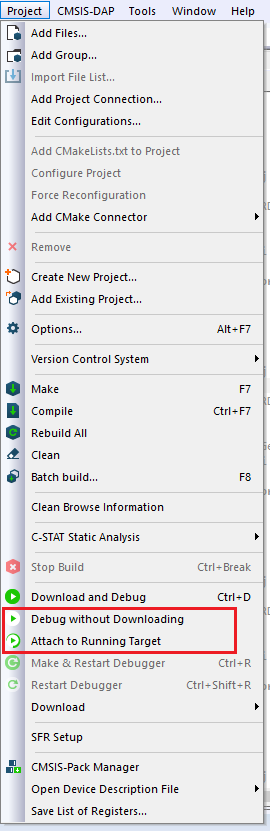 Project CMSIS-DAP Tools Window Help
Add Files...
Add Group...
Import File List...
Add Project Connection...
Edit Configurations...
Add CMakeLists.txt to Project
Configure Project
Force Reconfiguration
Add CMake Connector
Remove
Create New Project...
Add Existing Project...
Options... Alt+F7
Version Control System
Make F7
Compile Ctrl+F7
Rebuild All
Clean
Batch build... F8
Clean Browse Information
C-STAT Static Analysis
Stop Build Ctrl+Break
Download and Debug Ctrl+D
Debug without Downloading
Attach to Running Target
Make & Restart Debugger Ctrl+R
Restart Debugger Ctrl+Shift+R
Download
SFR Setup
CMSIS-Pack Manager
Open Device Description File
Save List of Registers...